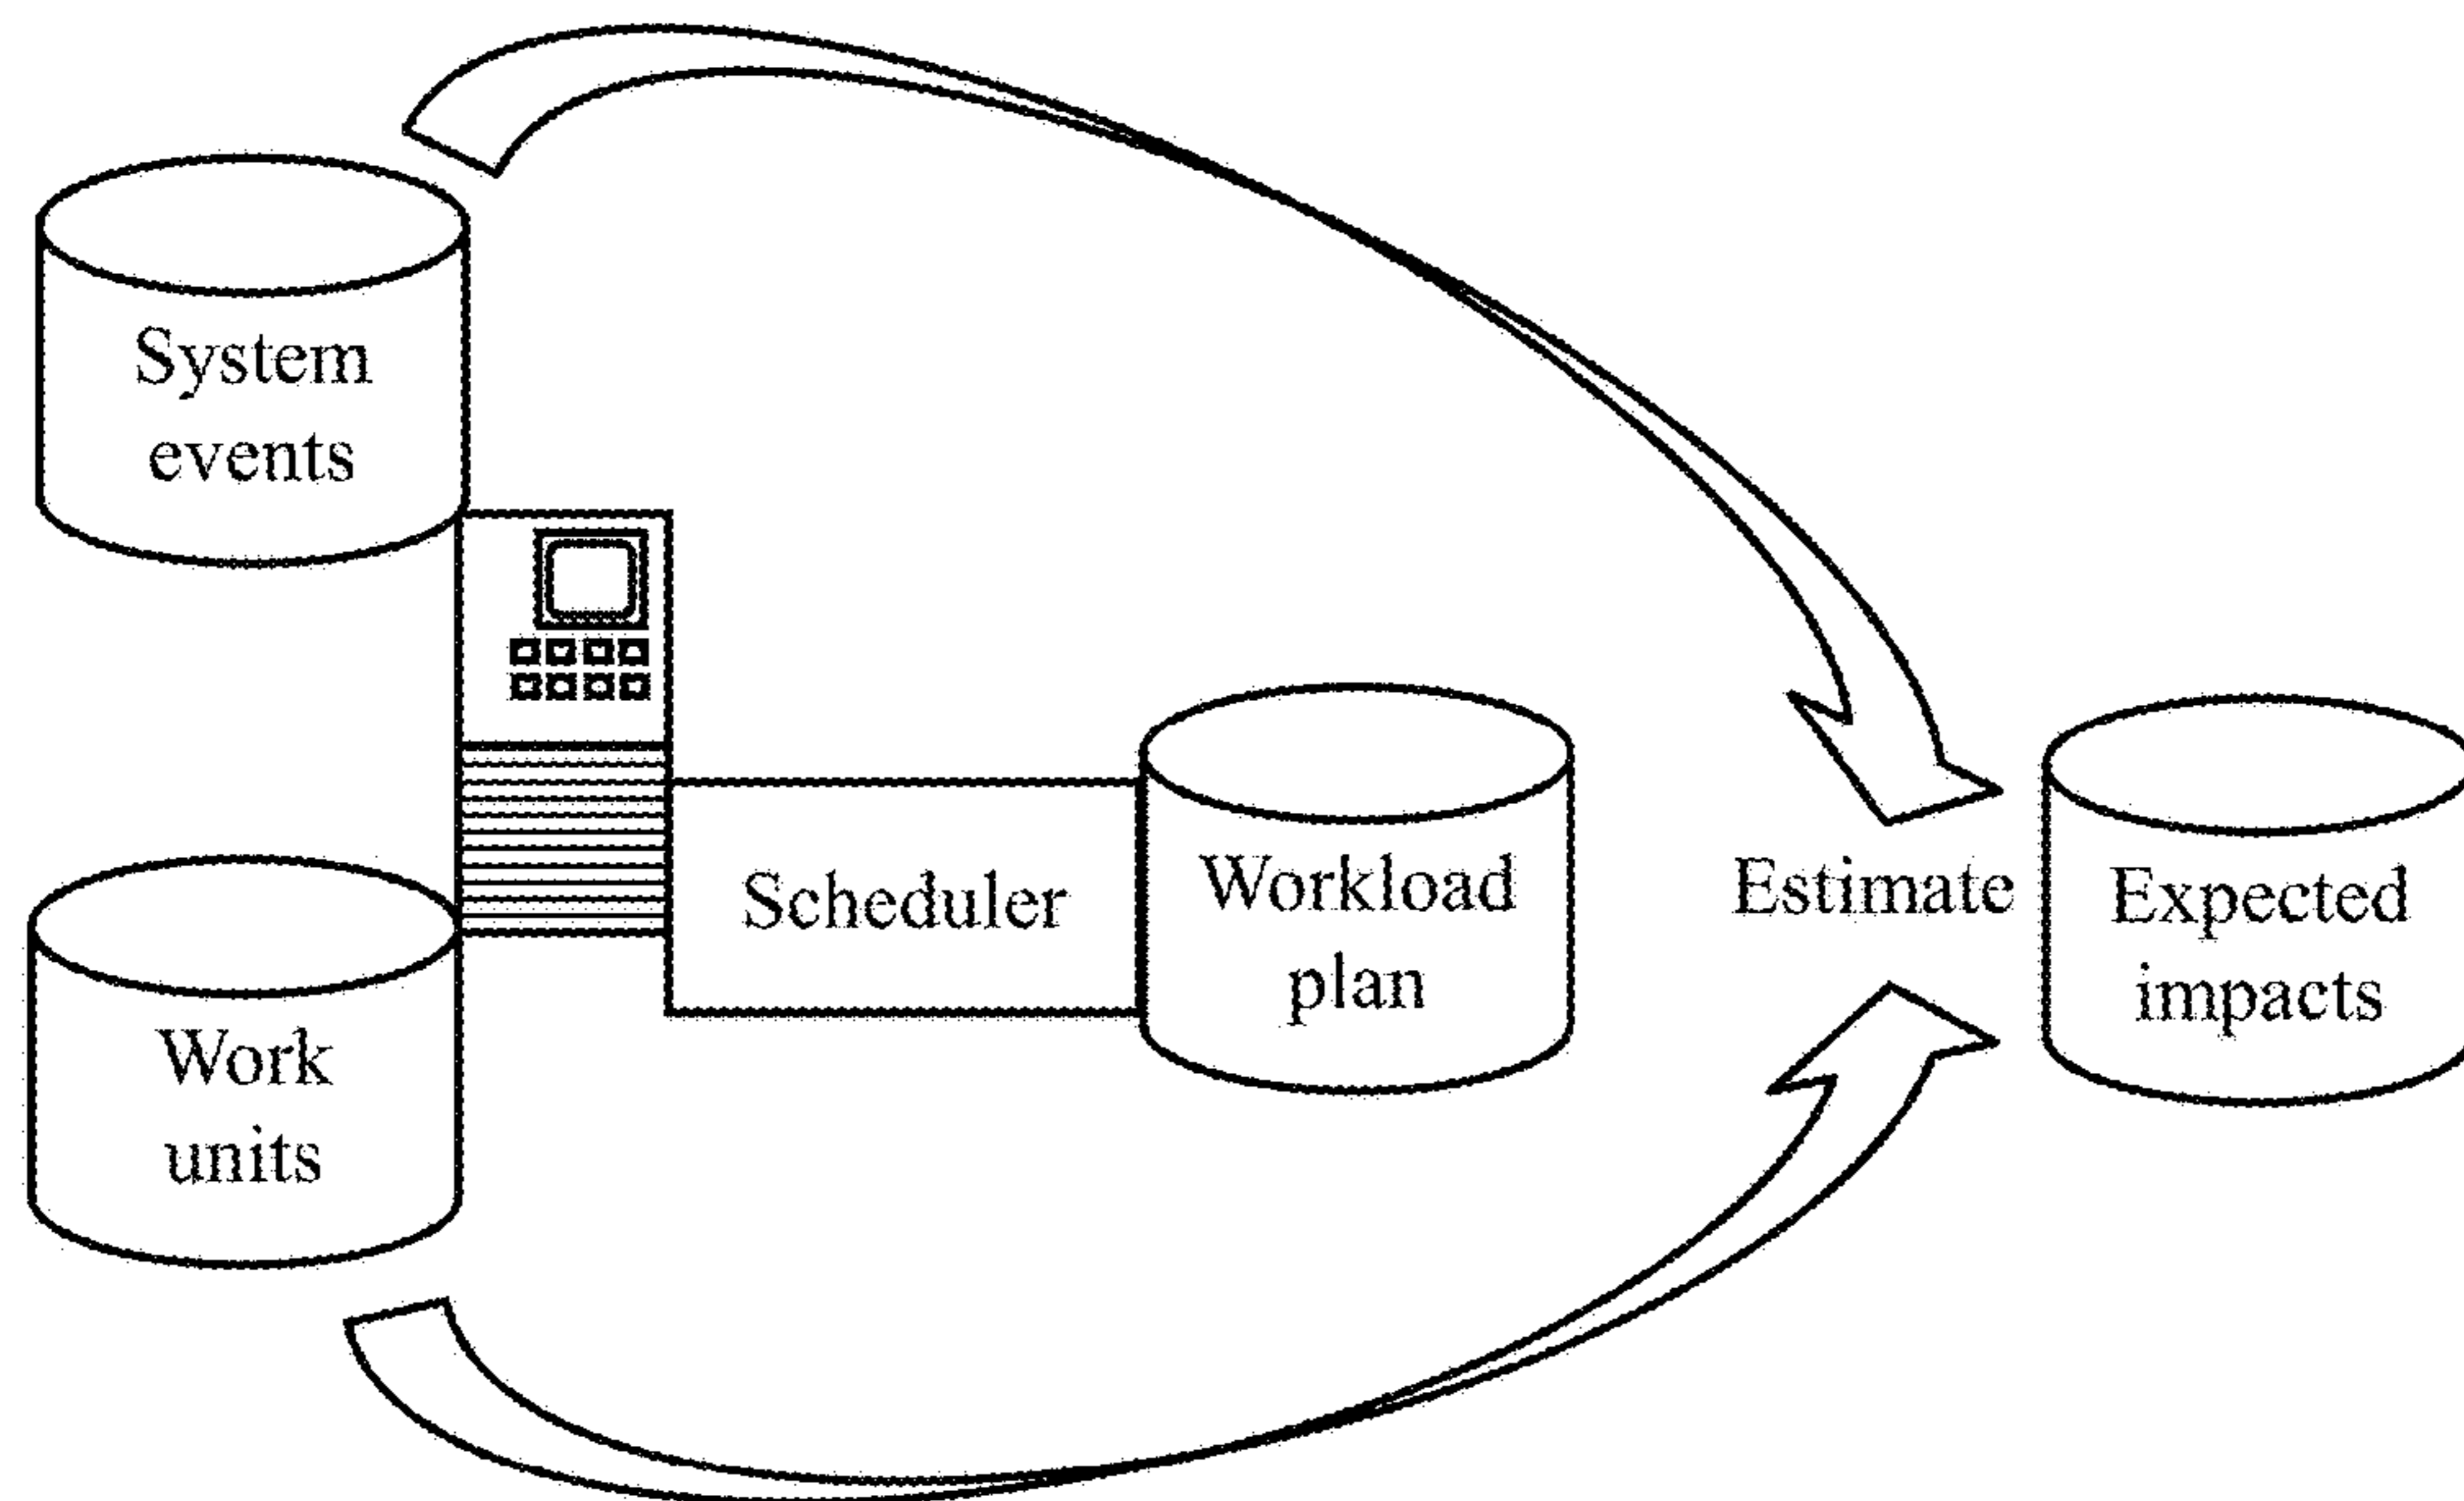 System
events
Work
units
Scheduler
Workload
plan
Estimate
Expected
impacts